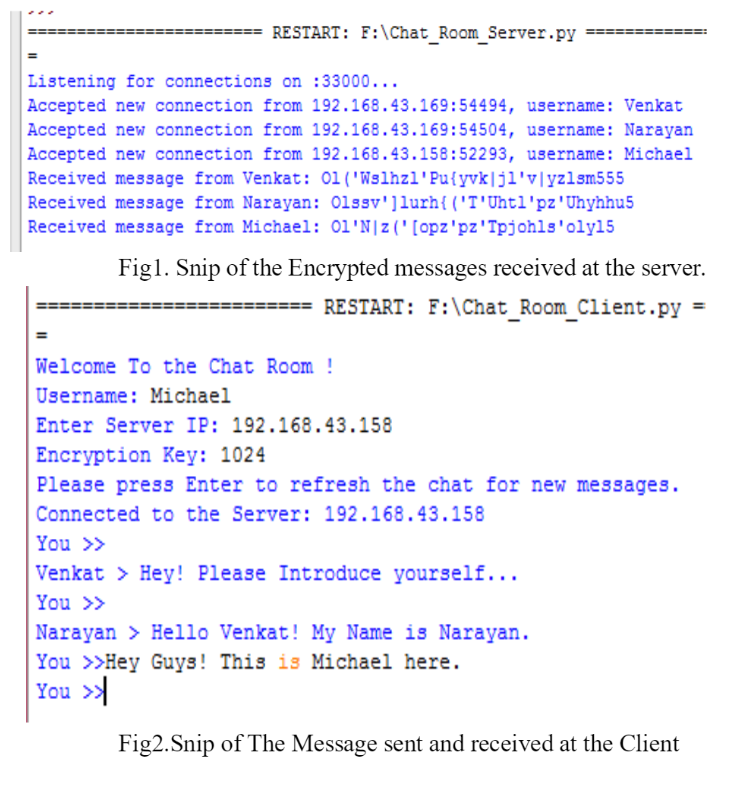 ======================== RESTART: F:\Chat_Room_Server.py =============
=
Listening for connections on :33000...
Accepted new connection from 192.168.43.169:54494, username: Venkat
Accepted new connection from 192.168.43.169:54504, username: Narayan
Accepted new connection from 192.168.43.158:52293, username: Michael
Received message from Venkat: Ol('Wslhzl'Pu{yvk|jl'v|yzlsm555
Received message from Narayan: Olssv']lurh{('T'Uhtl'pz'Uhyhhu5
Received message from Michael: Ol'N|z('[opz'pz'Tpjohls'olyl5
Fig1. Snip of the Encrypted messages received at the server.
======================== RESTART: F:\Chat_Room_Client.py =
=
Welcome To the Chat Room !
Username: Michael
Enter Server IP: 192.168.43.158
Encryption Key: 1024
Please press Enter to refresh the chat for new messages.
Connected to the Server: 192.168.43.158
You >>
Venkat > Hey! Please Introduce yourself...
You >>
Narayan > Hello Venkat! My Name is Narayan.
You >>Hey Guys! This is Michael here.
You >>
Fig2.Snip of The Message sent and received at the Client